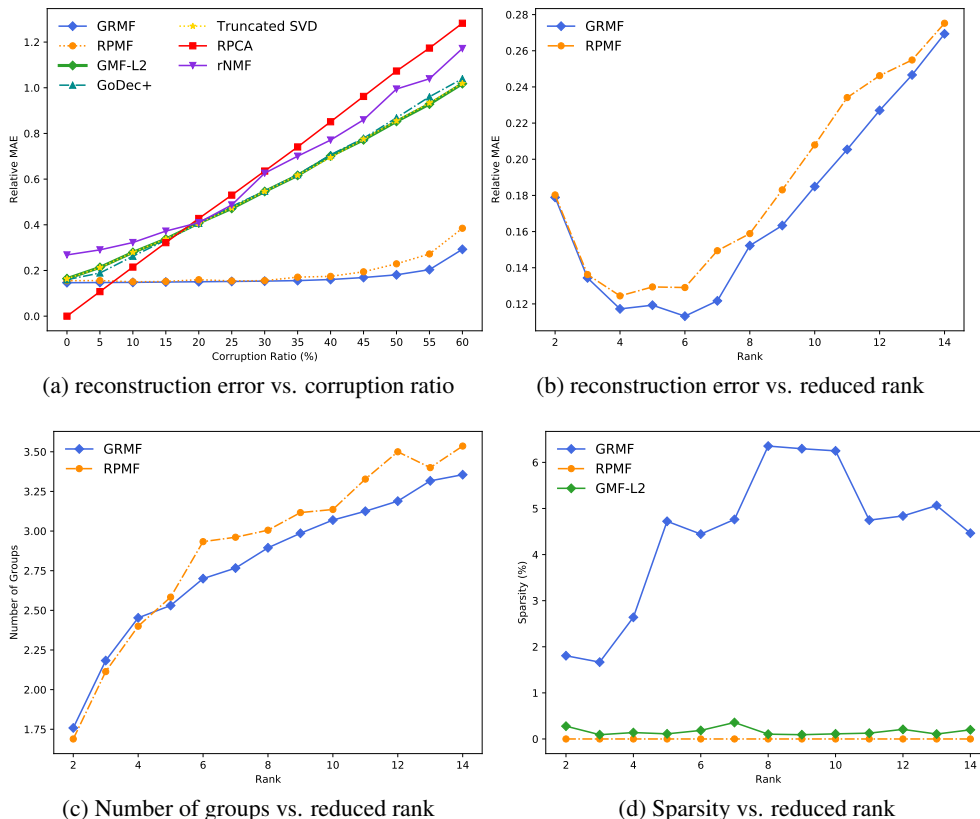 GRMF
RPMF
GMF-L2
GoDec+
Truncated SVD
RPCA
rNMF
Relative MAE
0.0
0.2
0.4
0.6
0.8
1.0
1.2
0 5 10 15 20 25 30 35 40 45 50 55 60
Corruption Ratio (%)
(a) reconstruction error vs. corruption ratio
GRMF
RPMF
Relative MAE
0.28
0.26
0.24
0.22
0.20
0.18
0.16
0.14
0.12
2 4 6 8 10 12 14
Rank
(b) reconstruction error vs. reduced rank
GRMF
RPMF
Number of Groups
3.50
3.25
3.00
2.75
2.50
2.25
2.00
1.75
2 4 6 8 10 12 14
Rank
(c) Number of groups vs. reduced rank
GRMF
RPMF
GMF-L2
Sparsity (%)
6
5
4
3
2
1
0
2 4 6 8 10 12 14
Rank
(d) Sparsity vs. reduced rank